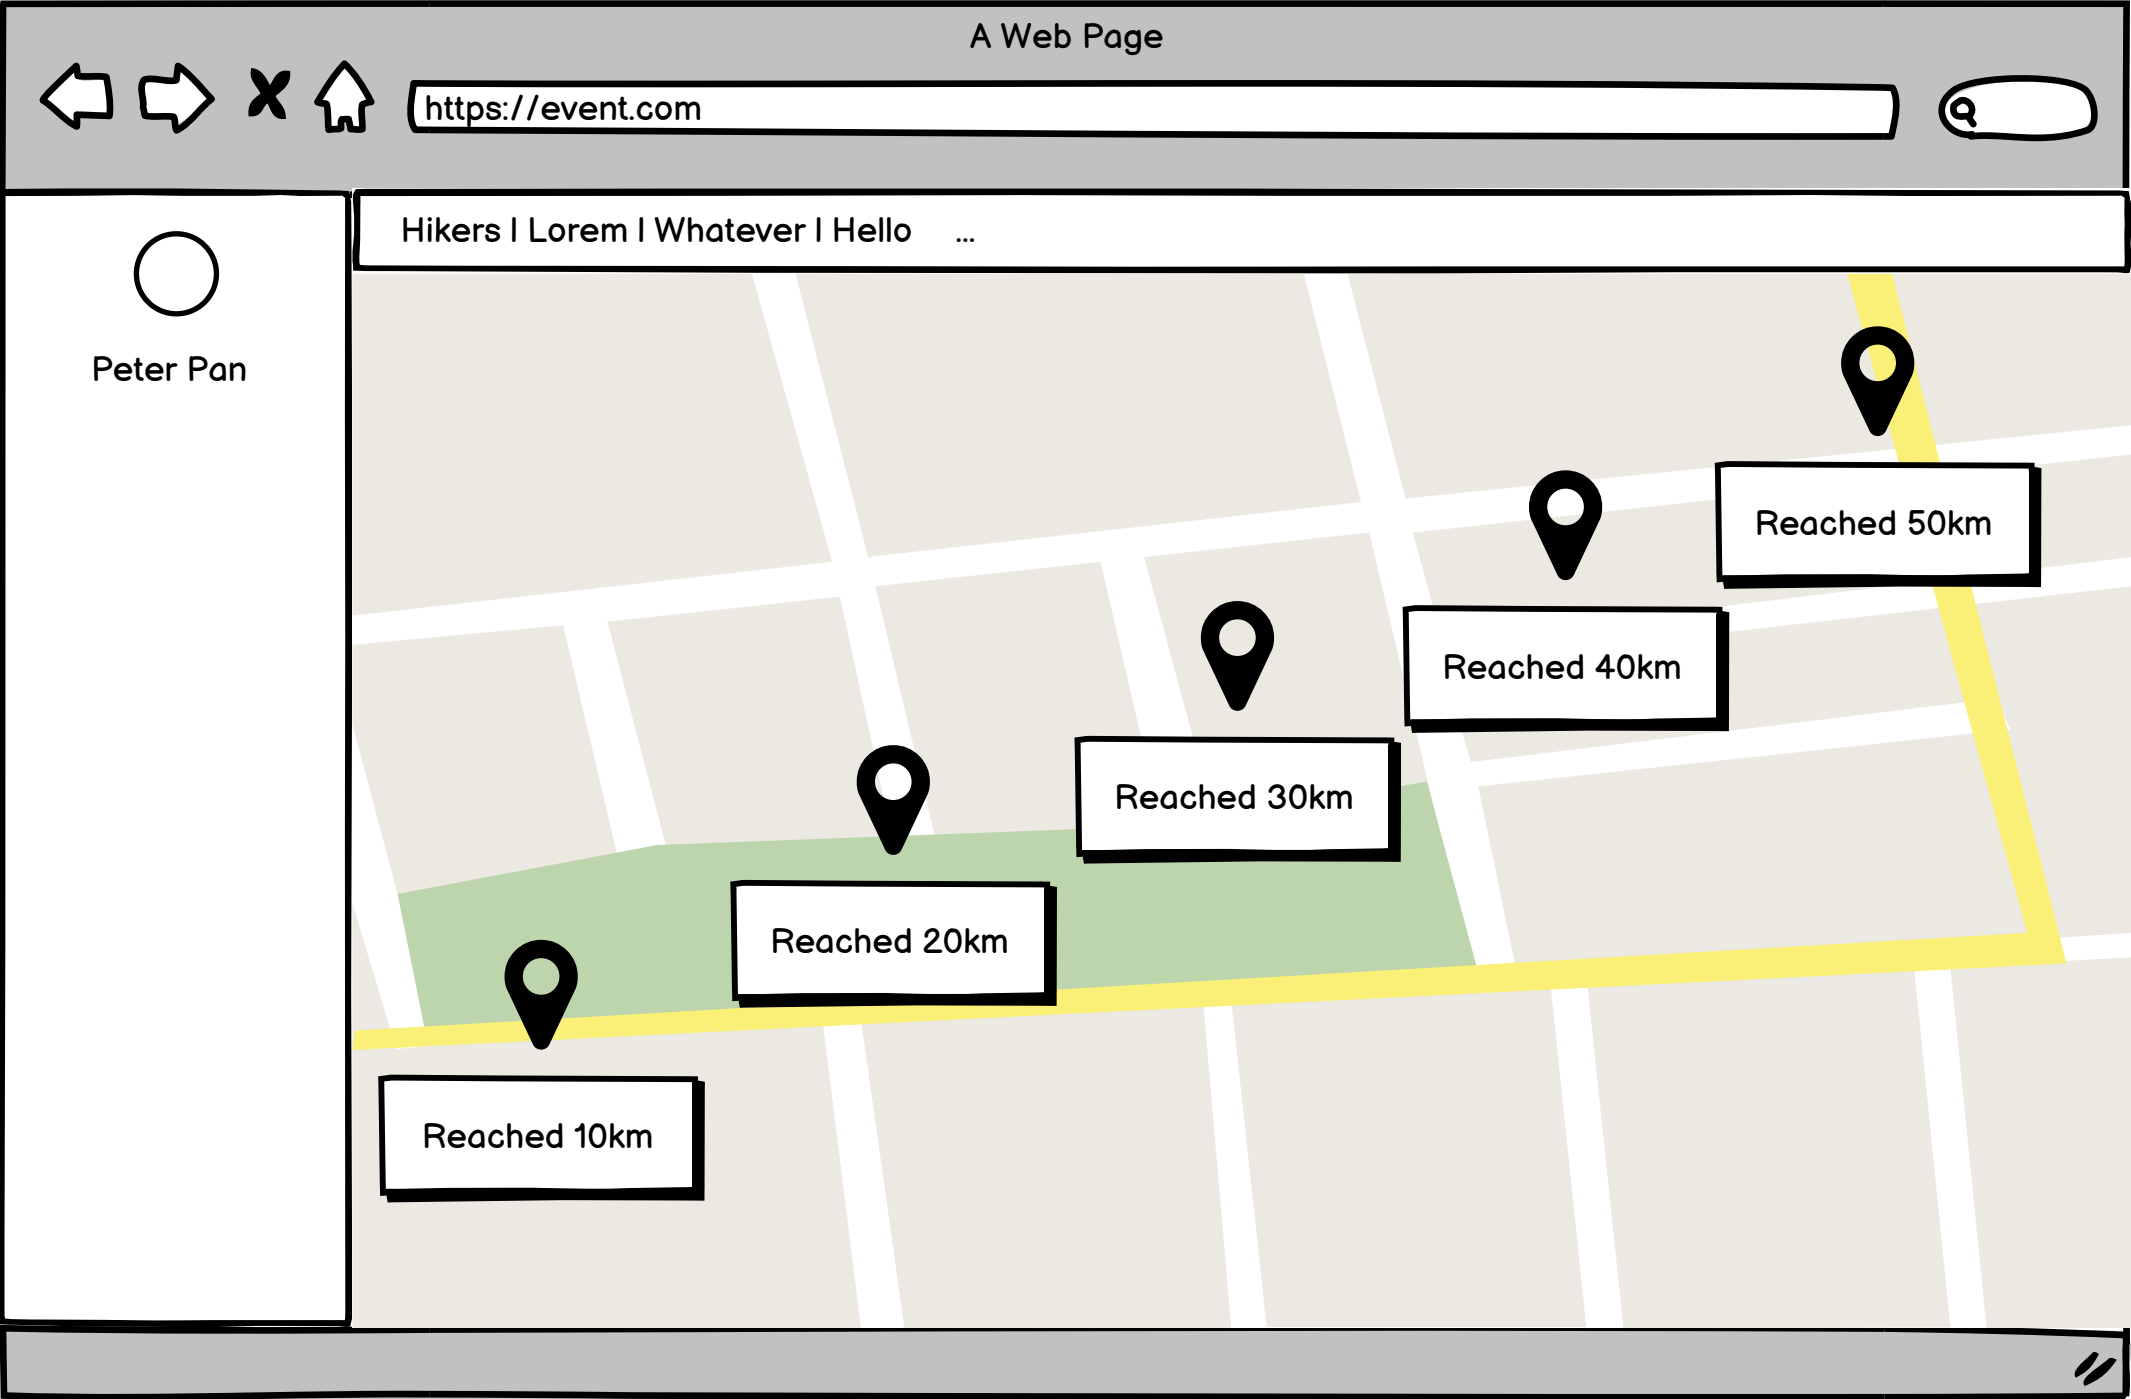 A Web Page
https://event.com
Hikers | Lorem | Whatever | Hello ...
Peter Pan
Reached 50km
Reached 40km
Reached 30km
Reached 20km
Reached 10km